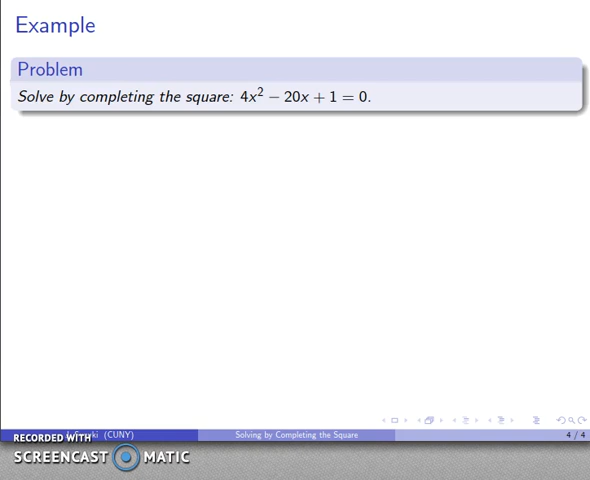 Example
Problem
Solve by completing the square: 4x² − 20x + 1 = 0.
(CUNY) Solving by Completing the Square 4 / 4
RECORDED WITH
SCREENCAST MATIC